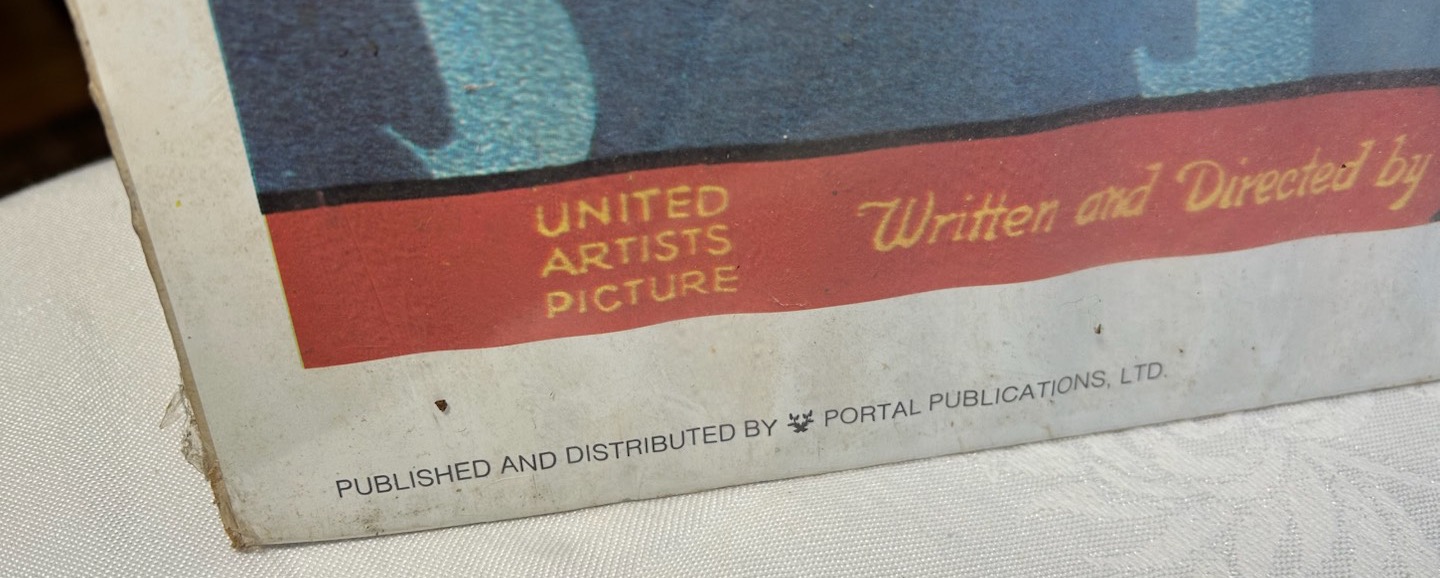 UNITED
ARTISTS
PICTURE
Written and Directed by
PUBLISHED AND DISTRIBUTED BY PORTAL PUBLICATIONS, LTD.